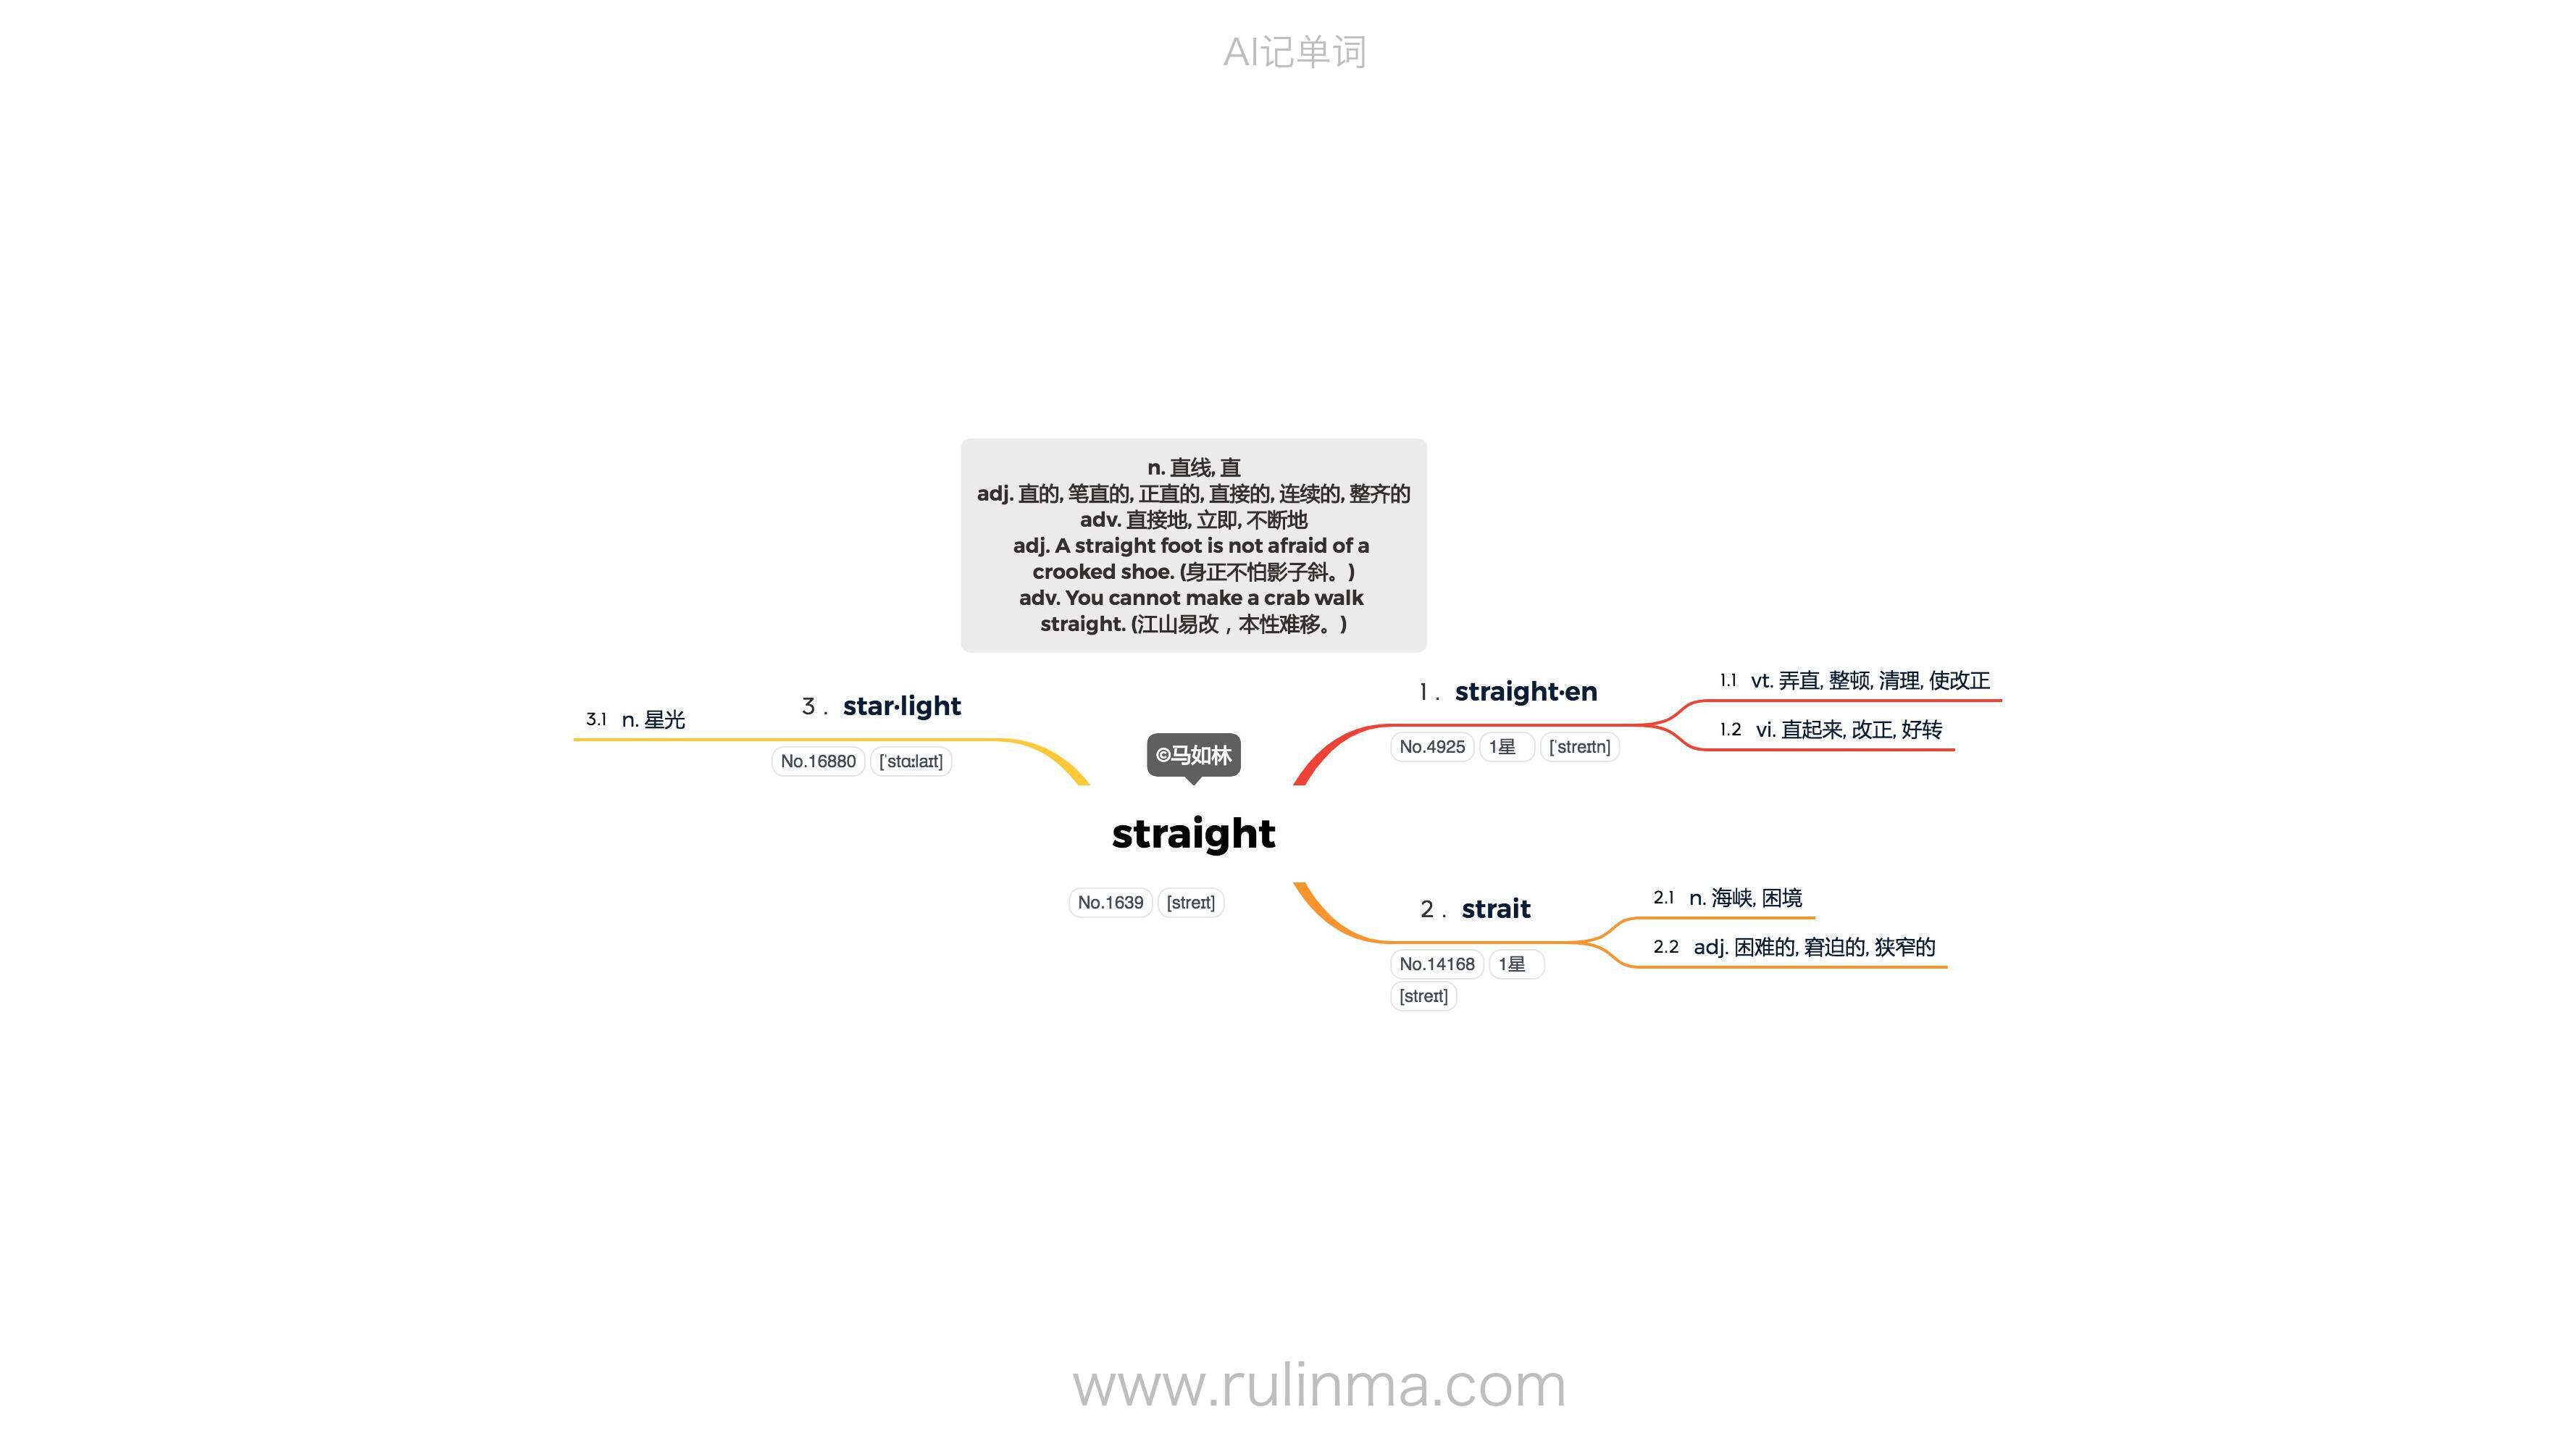 AI记单词
n. 直线, 直
adj. 直的, 笔直的, 正直的, 直接的, 连续的, 整齐的
adv. 直接地, 立即, 不断地
adj. A straight foot is not afraid of a
crooked shoe. (身正不怕影子斜。)
adv. You cannot make a crab walk
straight. (江山易改，本性难移。)
©马如林
straight
No.1639 [streɪt]
1. straight·en
No.4925 1星 [ˈstreɪtn]
1.1 vt. 弄直, 整顿, 清理, 使改正
1.2 vi. 直起来, 改正, 好转
2. strait
No.14168 1星
[streɪt]
2.1 n. 海峡, 困境
2.2 adj. 困难的, 窘迫的, 狭窄的
3. star·light
No.16880 [ˈstɑːlaɪt]
3.1 n. 星光
www.rulinma.com